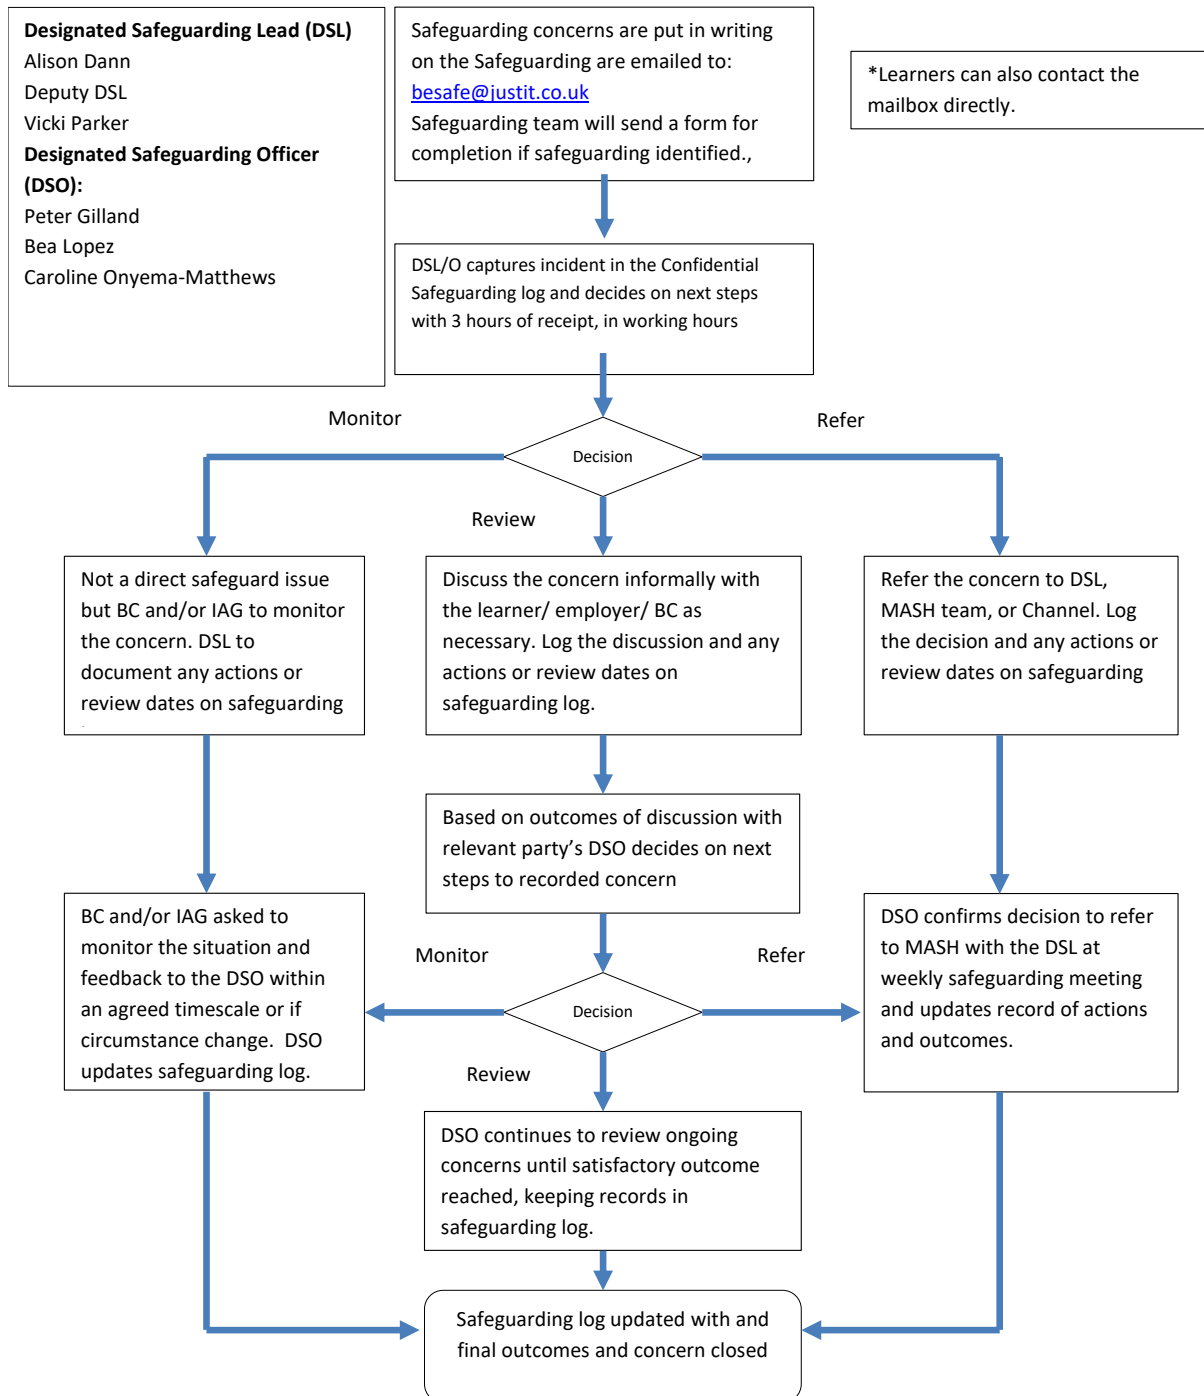 Designated Safeguarding Lead (DSL)
Alison Dann
Deputy DSL
Vicki Parker
Designated Safeguarding Officer
(DSO):
Peter Gilland
Bea Lopez
Caroline Onyema-Matthews
Safeguarding concerns are put in writing
on the Safeguarding are emailed to:
besafe@justit.co.uk
Safeguarding team will send a form for
completion if safeguarding identified.,
*Learners can also contact the
mailbox directly.
DSL/O captures incident in the Confidential
Safeguarding log and decides on next steps
with 3 hours of receipt, in working hours
Monitor
Decision
Refer
Review
Not a direct safeguard issue
but BC and/or IAG to monitor
the concern. DSL to
document any actions or
review dates on safeguarding
Discuss the concern informally with
the learner/ employer/ BC as
necessary. Log the discussion and any
actions or review dates on
safeguarding log.
Refer the concern to DSL,
MASH team, or Channel. Log
the decision and any actions or
review dates on safeguarding
Based on outcomes of discussion with
relevant party’s DSO decides on next
steps to recorded concern
BC and/or IAG asked to
monitor the situation and
feedback to the DSO within
an agreed timescale or if
circumstance change.  DSO
updates safeguarding log.
Monitor
Decision
Refer
Review
DSO confirms decision to refer
to MASH with the DSL at
weekly safeguarding meeting
and updates record of actions
and outcomes.
DSO continues to review ongoing
concerns until satisfactory outcome
reached, keeping records in
safeguarding log.
Safeguarding log updated with and
final outcomes and concern closed